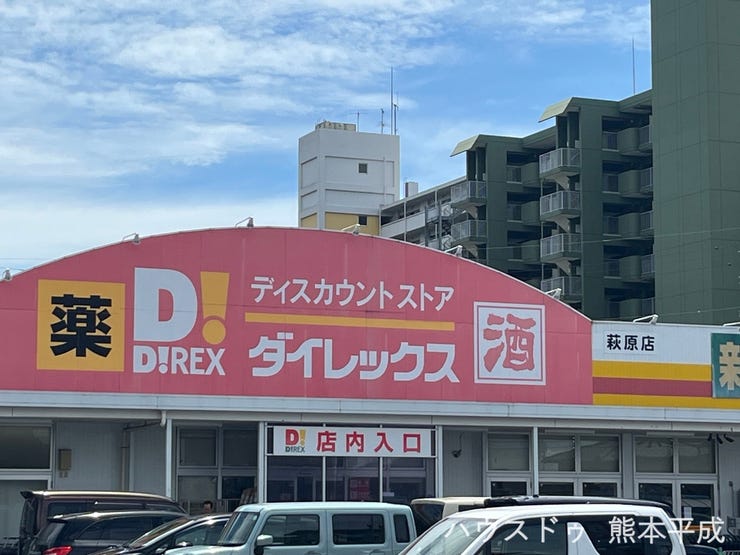 薬
D!
D!REX
ディスカウントストア
ダイレックス
酒
萩原店
新
D!
D!REX
店内入口
ハウスドゥ 熊本平成